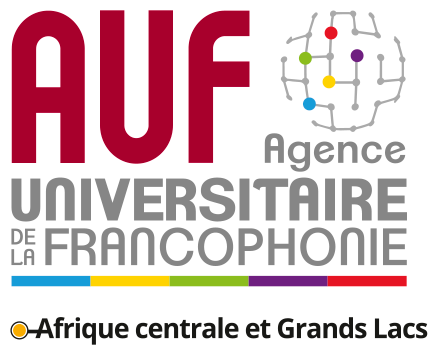 AUF
Agence
UNIVERSITAIRE
DE LA FRANCOPHONIE
Afrique centrale et Grands Lacs